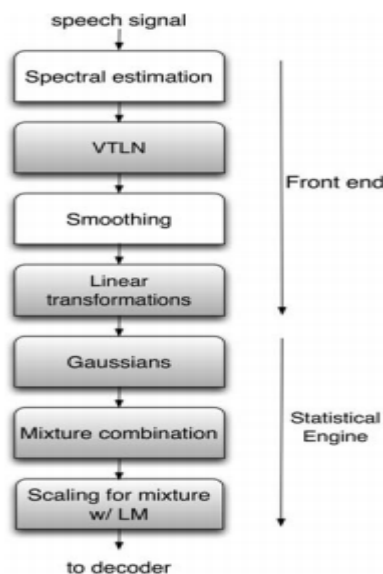 speech signal
Spectral estimation
VTLN
Front end
Smoothing
Linear
transformations
Gaussians
Mixture combination
Statistical
Engine
Scaling for mixture
w/ LM
to decoder